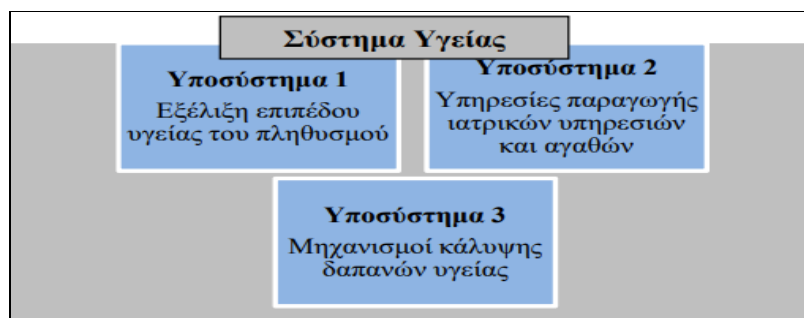 Σύστημα Υγείας
Υποσύστημα 1
Εξέλιξη επιπέδου
υγείας του πληθυσμού
Υποσύστημα 2
Υπηρεσίες παραγωγής
ιατρικών υπηρεσιών
και αγαθών
Υποσύστημα 3
Μηχανισμοί κάλυψης
δαπανών υγείας